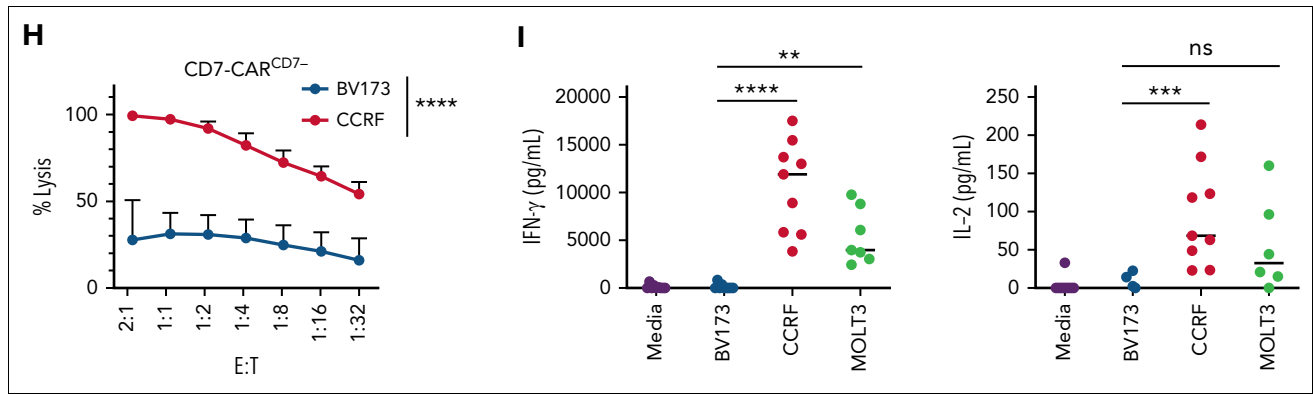 H
CD7-CAR^CD7–
BV173
CCRF
****
% Lysis
100
50
0
2:1
1:1
1:2
1:4
1:8
1:16
1:32
E:T
I
**
****
IFN-γ (pg/mL)
20000
15000
10000
5000
0
Media
BV173
CCRF
MOLT3
ns
***
IL-2 (pg/mL)
250
200
150
100
50
0
Media
BV173
CCRF
MOLT3